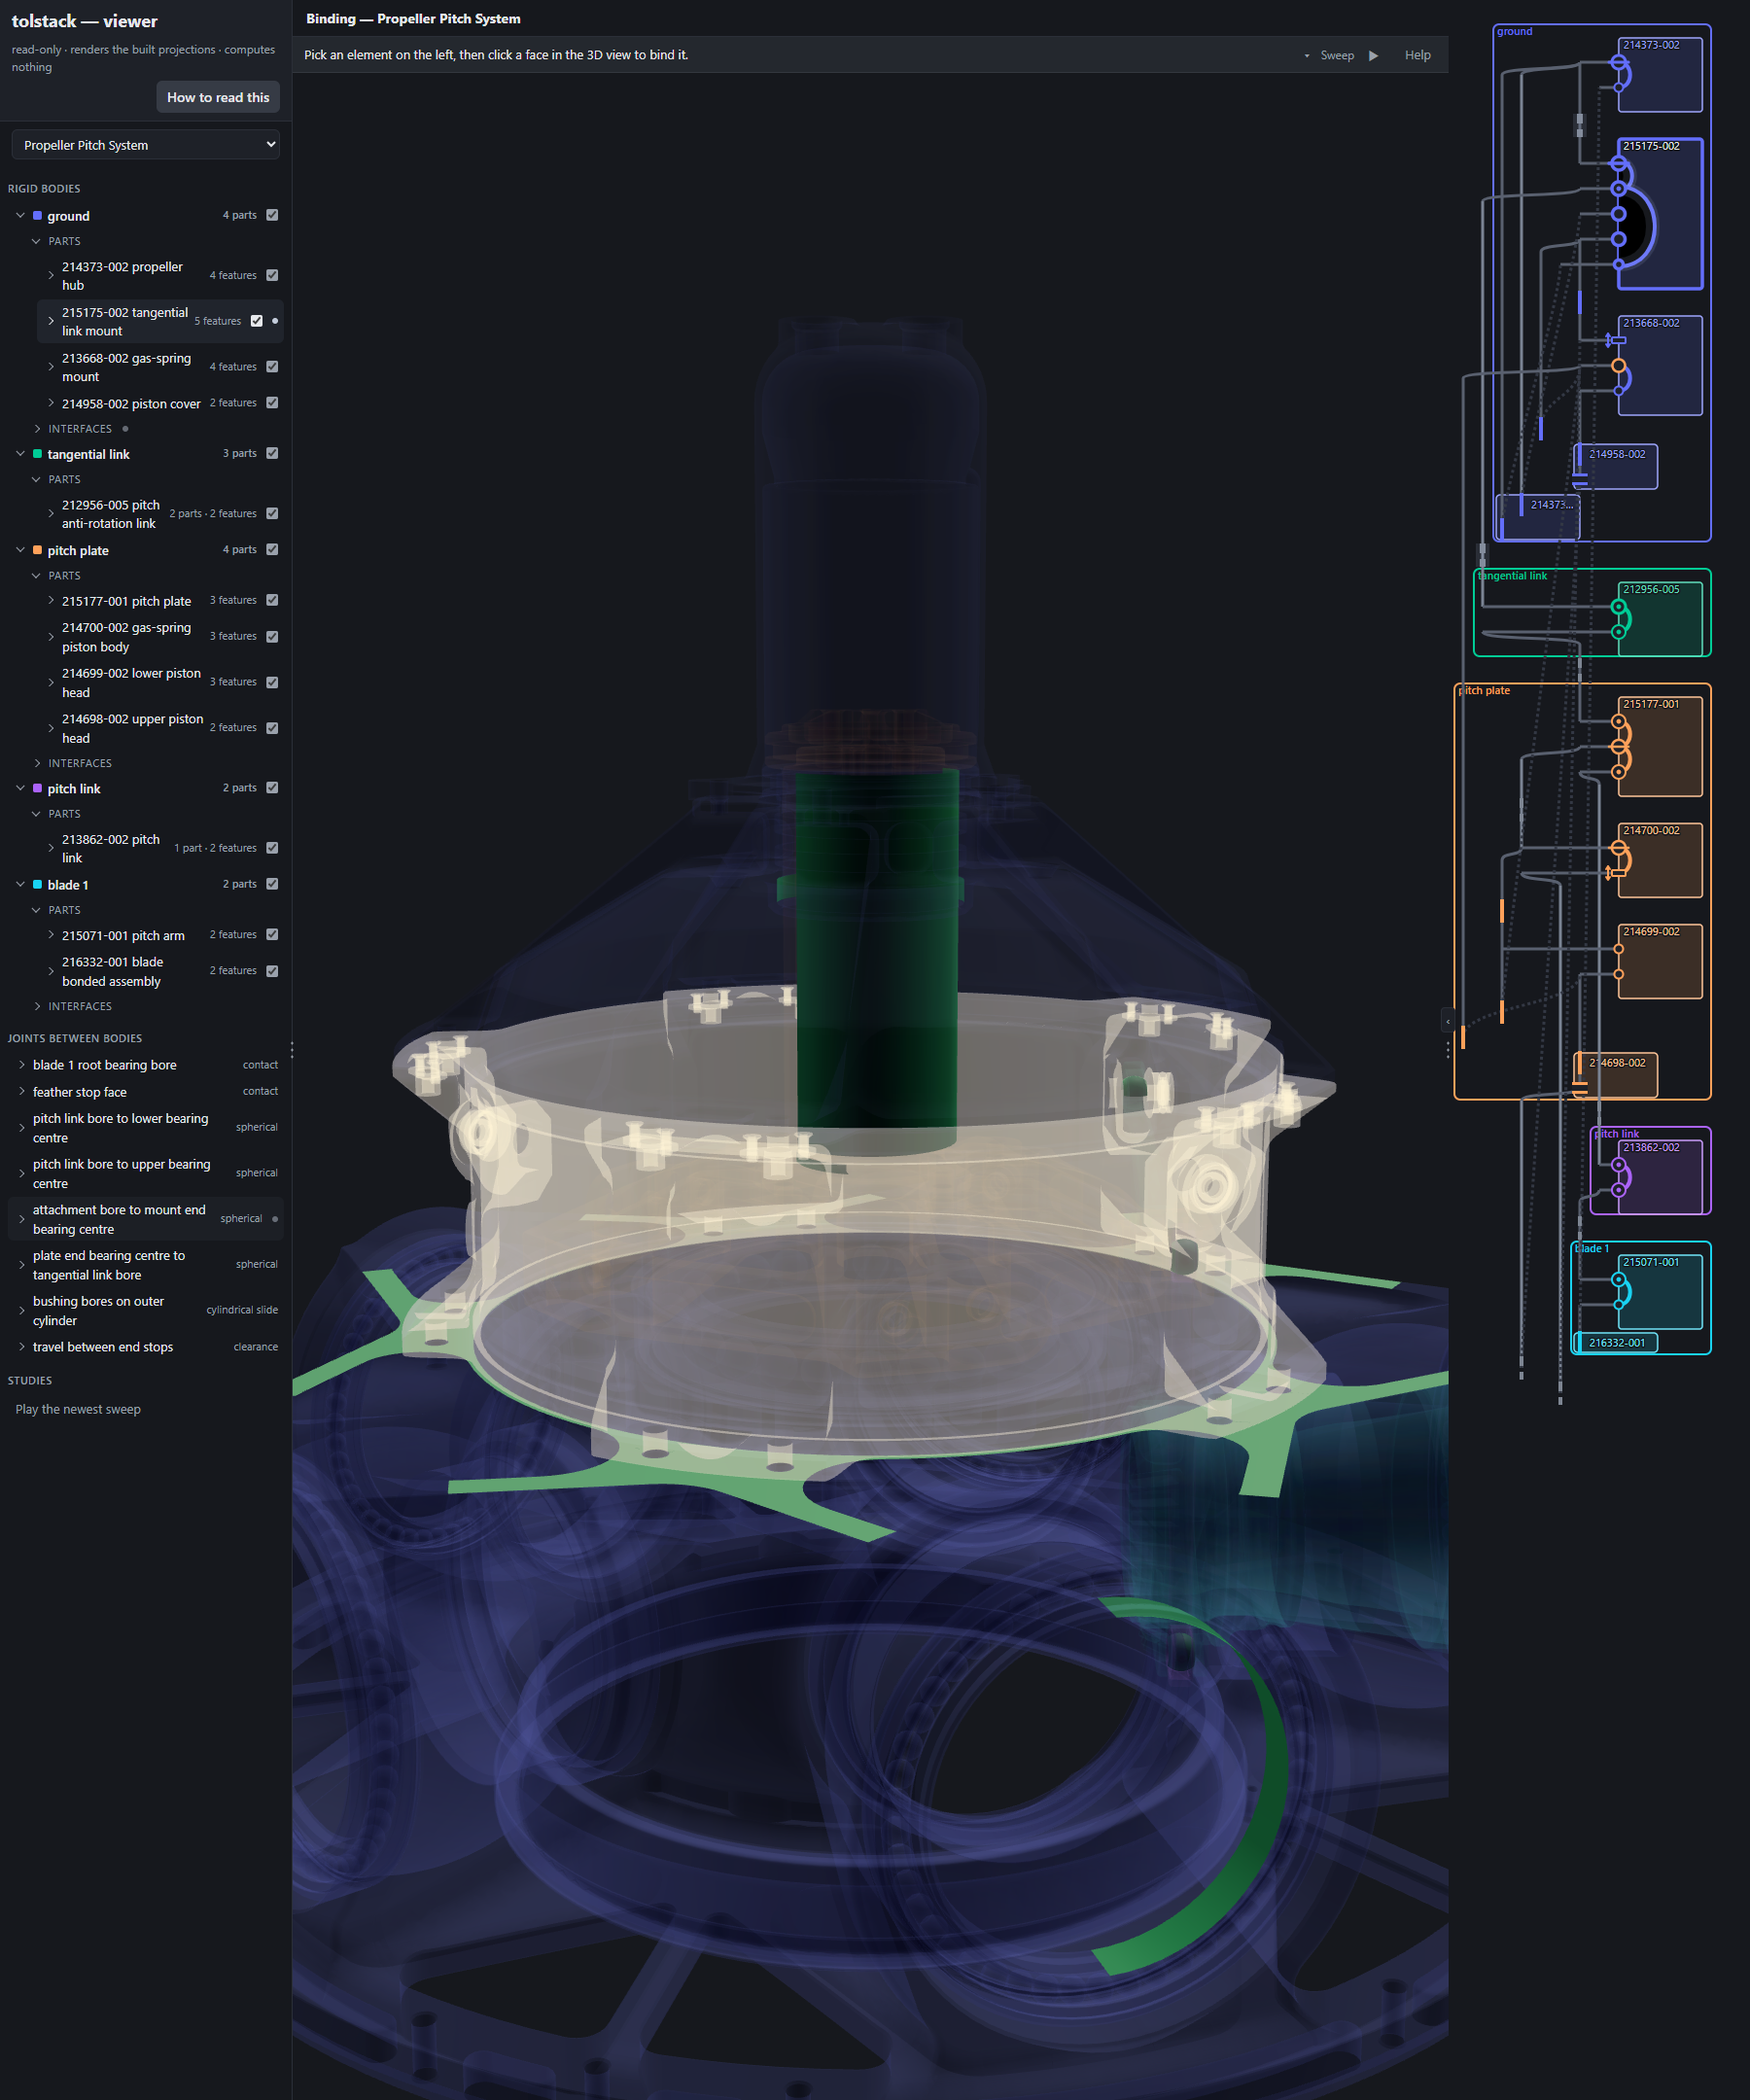 tolstack — viewer
read-only · renders the built projections · computes
nothing
How to read this
Propeller Pitch System
RIGID BODIES
ground 4 parts
PARTS
214373-002 propeller
hub 4 features
215175-002 tangential
link mount 5 features
213668-002 gas-spring
mount 4 features
214958-002 piston cover 2 features
INTERFACES
tangential link 3 parts
PARTS
212956-005 pitch
anti-rotation link 2 parts · 2 features
pitch plate 4 parts
PARTS
215177-001 pitch plate 3 features
214700-002 gas-spring
piston body 3 features
214699-002 lower piston
head 3 features
214698-002 upper piston
head 2 features
INTERFACES
pitch link 2 parts
PARTS
213862-002 pitch
link 1 part · 2 features
blade 1 2 parts
PARTS
215071-001 pitch arm 2 features
216332-001 blade
bonded assembly 2 features
INTERFACES
JOINTS BETWEEN BODIES
blade 1 root bearing bore contact
feather stop face contact
pitch link bore to lower bearing
centre spherical
pitch link bore to upper bearing
centre spherical
attachment bore to mount end
bearing centre spherical
plate end bearing centre to
tangential link bore spherical
bushing bores on outer
cylinder cylindrical slide
travel between end stops clearance
STUDIES
Play the newest sweep
Binding — Propeller Pitch System
Pick an element on the left, then click a face in the 3D view to bind it.
Sweep
Help
ground
214373-002
215175-002
213668-002
214958-002
214373...
tangential link
212956-005
pitch plate
215177-001
214700-002
214699-002
214698-002
pitch link
213862-002
blade 1
215071-001
216332-001